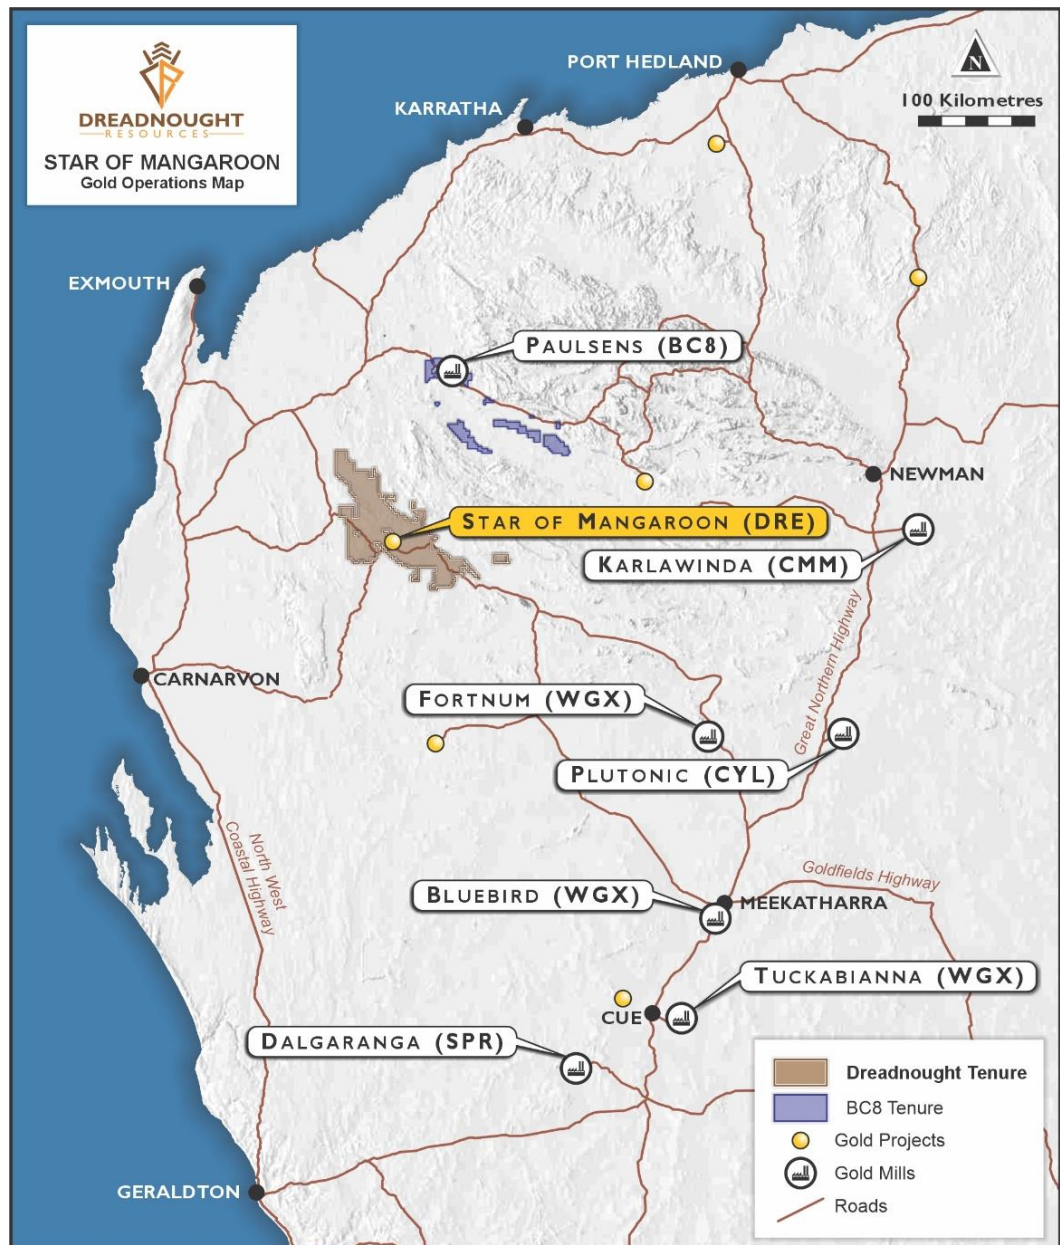 DREADNOUGHT
RESOURCES
STAR OF MANGAROON
Gold Operations Map
N
100 Kilometres
PORT HEDLAND
KARRATHA
EXMOUTH
PAULSENS (BC8)
NEWMAN
STAR OF MANGAROON (DRE)
KARLAWINDA (CMM)
Great Northern Highway
CARNARVON
FORTNUM (WGX)
PLUTONIC (CYL)
North West
Coastal Highway
Goldfields Highway
BLUEBIRD (WGX)
MEEKATHARRA
TUCKABIANNA (WGX)
CUE
DALGARANGA (SPR)
GERALDTON
Dreadnought Tenure
BC8 Tenure
Gold Projects
Gold Mills
Roads